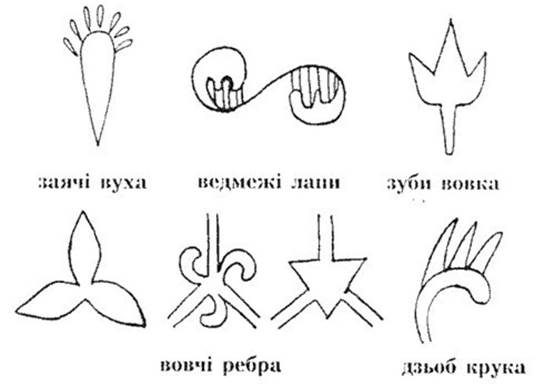 заячі вуха
ведмежі лапи
зуби вовка
вовчі ребра
дзьоб крука